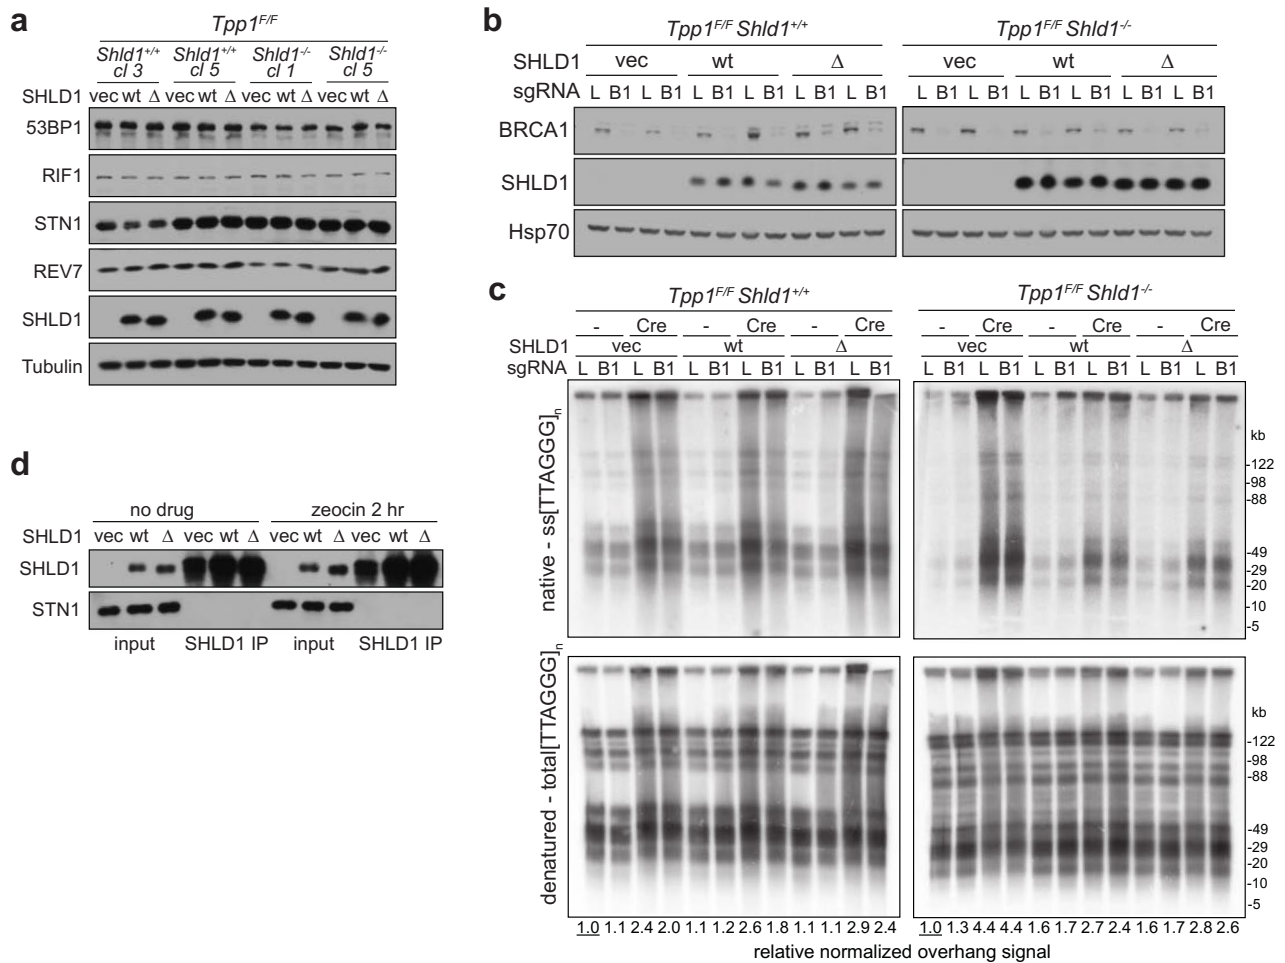 a
Tpp1F/F
Shld1+/+ Shld1+/+ Shld1-/- Shld1-/-
cl 3 cl 5 cl 1 cl 5
SHLD1 vec wt Δ vec wt Δ vec wt Δ vec wt Δ
53BP1
RIF1
STN1
REV7
SHLD1
Tubulin
b
Tpp1F/F Shld1+/+ Tpp1F/F Shld1-/-
SHLD1 vec wt Δ vec wt Δ
sgRNA L B1 L B1 L B1 L B1 L B1 L B1 L B1 L B1 L B1 L B1 L B1 L B1
BRCA1
SHLD1
Hsp70
c
Tpp1F/F Shld1+/+ Tpp1F/F Shld1-/-
- Cre - Cre - Cre - Cre - Cre - Cre
SHLD1 vec wt Δ vec wt Δ
sgRNA L B1 L B1 L B1 L B1 L B1 L B1 L B1 L B1 L B1 L B1 L B1 L B1
native - ss[TTAGGG]n
kb
-122
-98
-88
-49
-29
-20
-10
-5
denatured - total[TTAGGG]n
kb
-122
-98
-88
-49
-29
-20
-10
-5
1.0 1.1 2.4 2.0 1.1 1.2 2.6 1.8 1.1 1.1 2.9 2.4 1.0 1.3 4.4 4.4 1.6 1.7 2.7 2.4 1.6 1.7 2.8 2.6
relative normalized overhang signal
d
no drug zeocin 2 hr
SHLD1 vec wt Δ vec wt Δ vec wt Δ vec wt Δ
SHLD1
STN1
input SHLD1 IP input SHLD1 IP